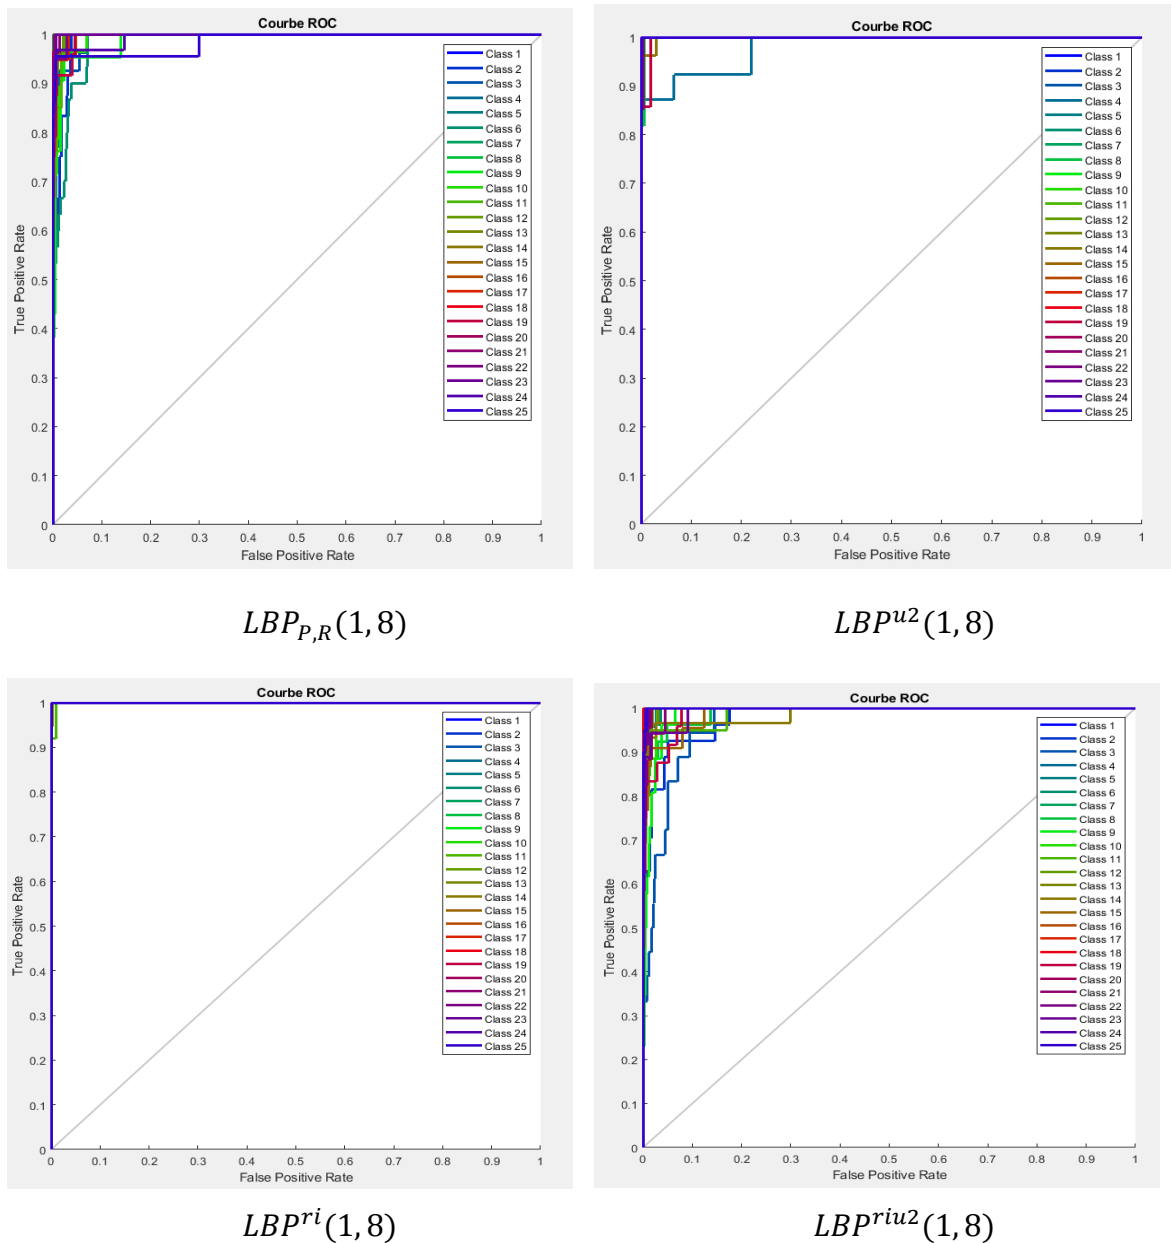 Courbe ROC
True Positive Rate
1
0.9
0.8
0.7
0.6
0.5
0.4
0.3
0.2
0.1
0
0 0.1 0.2 0.3 0.4 0.5 0.6 0.7 0.8 0.9 1
False Positive Rate
Class 1
Class 2
Class 3
Class 4
Class 5
Class 6
Class 7
Class 8
Class 9
Class 10
Class 11
Class 12
Class 13
Class 14
Class 15
Class 16
Class 17
Class 18
Class 19
Class 20
Class 21
Class 22
Class 23
Class 24
Class 25
LBP_{P,R}(1,8)
Courbe ROC
True Positive Rate
1
0.9
0.8
0.7
0.6
0.5
0.4
0.3
0.2
0.1
0
0 0.1 0.2 0.3 0.4 0.5 0.6 0.7 0.8 0.9 1
False Positive Rate
Class 1
Class 2
Class 3
Class 4
Class 5
Class 6
Class 7
Class 8
Class 9
Class 10
Class 11
Class 12
Class 13
Class 14
Class 15
Class 16
Class 17
Class 18
Class 19
Class 20
Class 21
Class 22
Class 23
Class 24
Class 25
LBP^{u2}(1,8)
Courbe ROC
True Positive Rate
1
0.9
0.8
0.7
0.6
0.5
0.4
0.3
0.2
0.1
0
0 0.1 0.2 0.3 0.4 0.5 0.6 0.7 0.8 0.9 1
False Positive Rate
Class 1
Class 2
Class 3
Class 4
Class 5
Class 6
Class 7
Class 8
Class 9
Class 10
Class 11
Class 12
Class 13
Class 14
Class 15
Class 16
Class 17
Class 18
Class 19
Class 20
Class 21
Class 22
Class 23
Class 24
Class 25
LBP^{ri}(1,8)
Courbe ROC
True Positive Rate
1
0.9
0.8
0.7
0.6
0.5
0.4
0.3
0.2
0.1
0
0 0.1 0.2 0.3 0.4 0.5 0.6 0.7 0.8 0.9 1
False Positive Rate
Class 1
Class 2
Class 3
Class 4
Class 5
Class 6
Class 7
Class 8
Class 9
Class 10
Class 11
Class 12
Class 13
Class 14
Class 15
Class 16
Class 17
Class 18
Class 19
Class 20
Class 21
Class 22
Class 23
Class 24
Class 25
LBP^{riu2}(1,8)